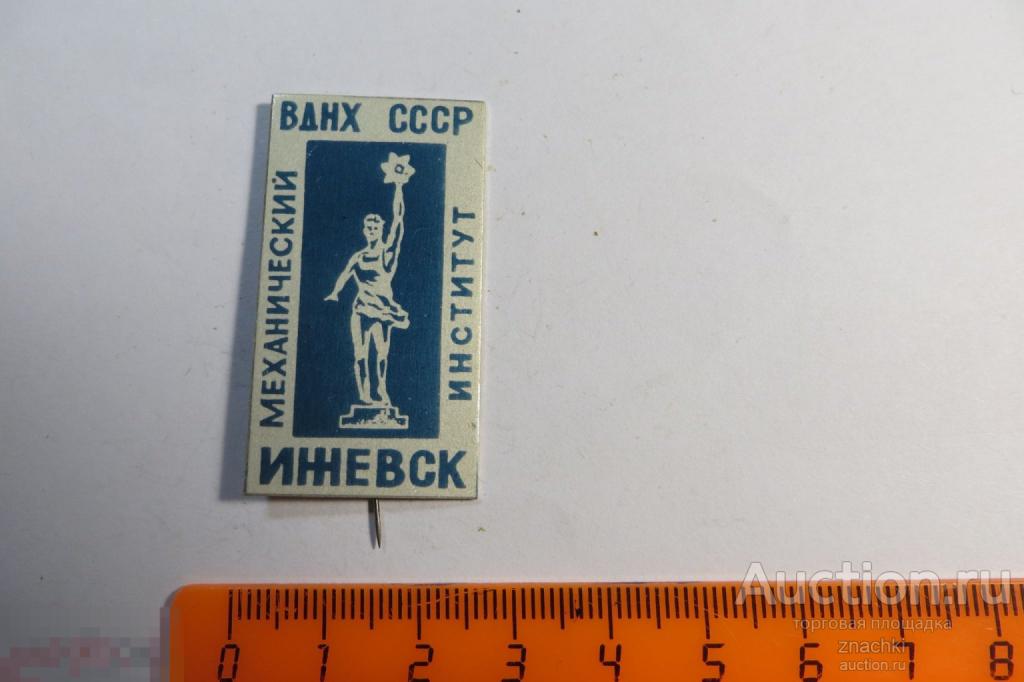 ВДНХ СССР
МЕХАНИЧЕСКИЙ
ИНСТИТУТ
ИЖЕВСК
Auction.ru
торговая площадка
znachki
auction.ru
0 1 2 3 4 5 6 7 8